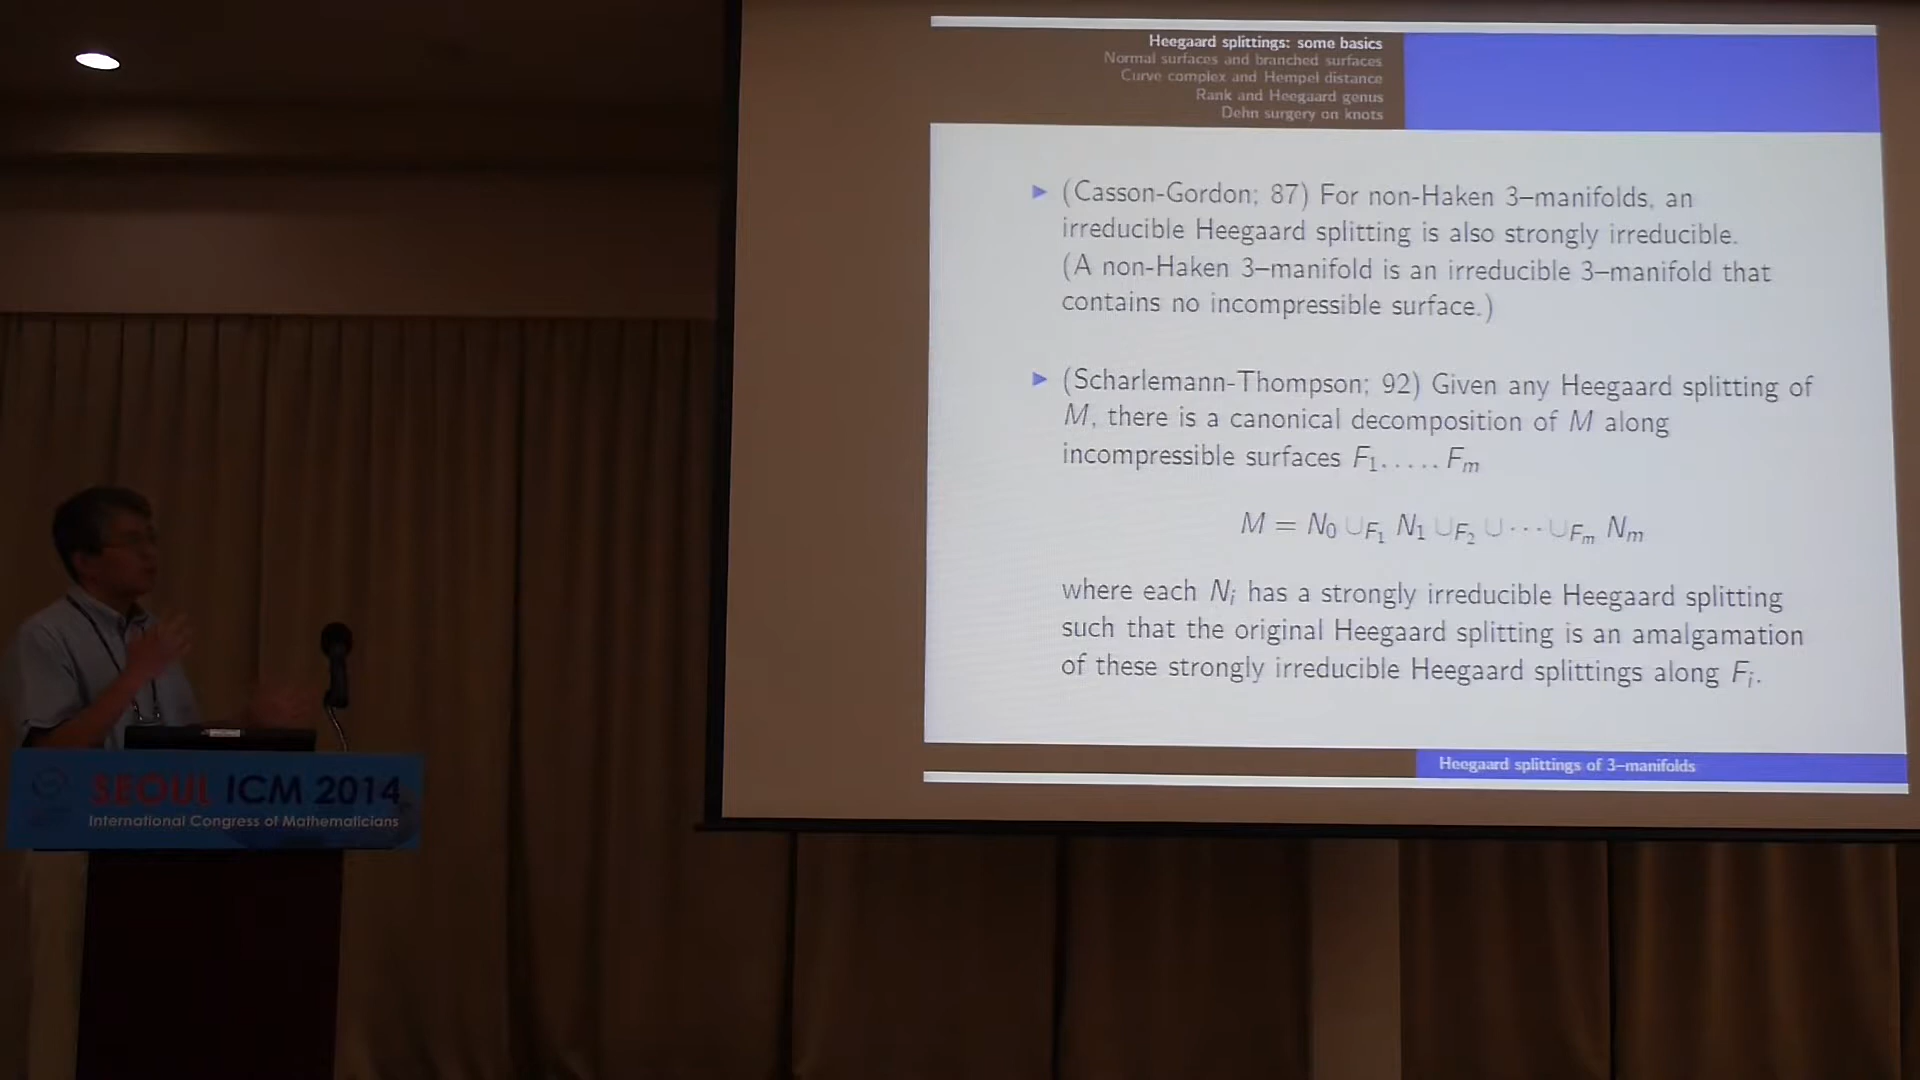 Heegaard splittings: some basics
Normal surfaces and branched surfaces
Curve complex and Hempel distance
Rank and Heegaard genus
Dehn surgery on knots
▶ (Casson-Gordon; 87) For non-Haken 3–manifolds, an
irreducible Heegaard splitting is also strongly irreducible.
(A non-Haken 3–manifold is an irreducible 3–manifold that
contains no incompressible surface.)
▶ (Scharlemann-Thompson; 92) Given any Heegaard splitting of
M, there is a canonical decomposition of M along
incompressible surfaces F₁, . . . , Fₘ
M = N₀ ∪_F₁ N₁ ∪_F₂ ∪ ··· ∪_Fₘ Nₘ
where each Nᵢ has a strongly irreducible Heegaard splitting
such that the original Heegaard splitting is an amalgamation
of these strongly irreducible Heegaard splittings along Fᵢ.
Heegaard splittings of 3–manifolds
SEOUL ICM 2014
International Congress of Mathematicians